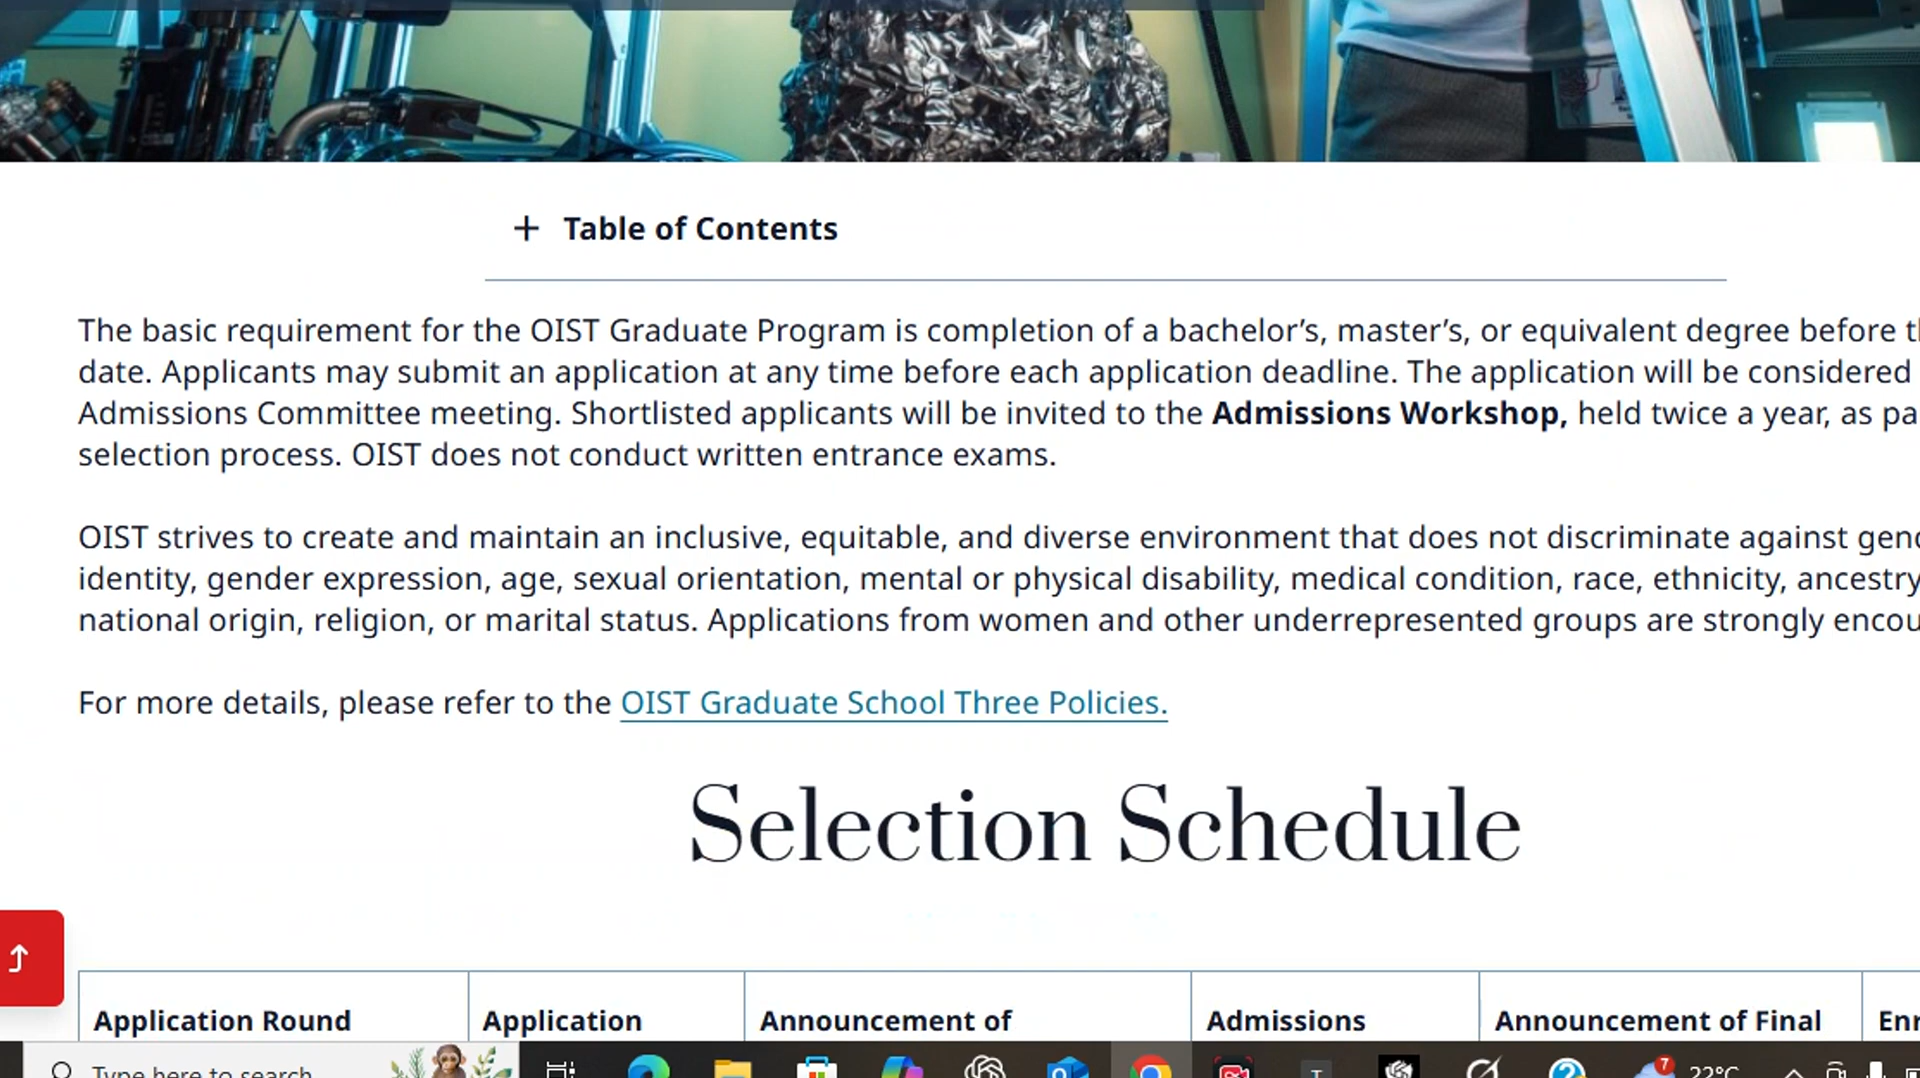 + Table of Contents
The basic requirement for the OIST Graduate Program is completion of a bachelor’s, master’s, or equivalent degree before
date. Applicants may submit an application at any time before each application deadline. The application will be considered
Admissions Committee meeting. Shortlisted applicants will be invited to the Admissions Workshop, held twice a year, as
selection process. OIST does not conduct written entrance exams.
OIST strives to create and maintain an inclusive, equitable, and diverse environment that does not discriminate against
identity, gender expression, age, sexual orientation, mental or physical disability, medical condition, race, ethnicity, ancestry
national origin, religion, or marital status. Applications from women and other underrepresented groups are strongly
For more details, please refer to the OIST Graduate School Three Policies.
Selection Schedule
Application Round Application Announcement of Admissions Announcement of Final
Type here to search 7 22°C